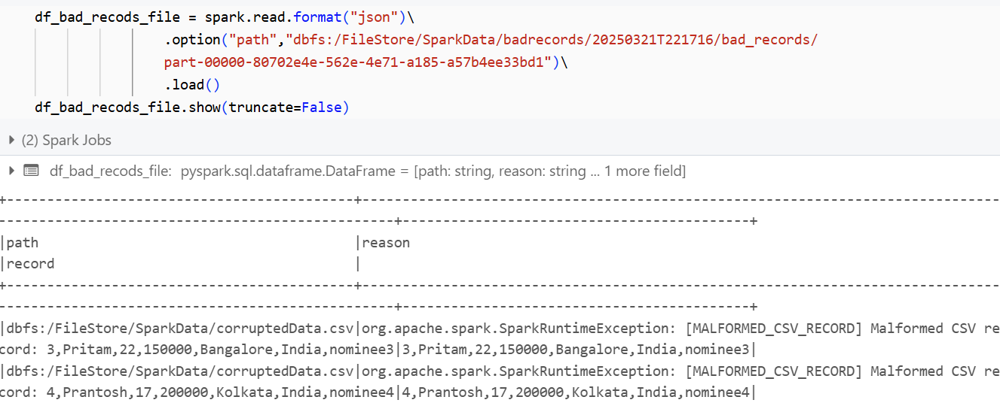 df_bad_recods_file = spark.read.format("json")\
.option("path","dbfs:/FileStore/SparkData/badrecords/20250321T221716/bad_records/
part-00000-80702e4e-562e-4e71-a185-a57b4ee33bd1")\
.load()
df_bad_recods_file.show(truncate=False)
(2) Spark Jobs
df_bad_recods_file: pyspark.sql.dataframe.DataFrame = [path: string, reason: string ... 1 more field]
+-------------------------------------------+-------------------------------------------------------------------------------
-------------------------------------------------+-------------------------------------------+
|path                                       |reason
|record                                     |
+-------------------------------------------+-------------------------------------------------------------------------------
-------------------------------------------------+-------------------------------------------+
|dbfs:/FileStore/SparkData/corruptedData.csv|org.apache.spark.SparkRuntimeException: [MALFORMED_CSV_RECORD] Malformed CSV re
cord: 3,Pritam,22,150000,Bangalore,India,nominee3|3,Pritam,22,150000,Bangalore,India,nominee3|
|dbfs:/FileStore/SparkData/corruptedData.csv|org.apache.spark.SparkRuntimeException: [MALFORMED_CSV_RECORD] Malformed CSV re
cord: 4,Prantosh,17,200000,Kolkata,India,nominee4|4,Prantosh,17,200000,Kolkata,India,nominee4|